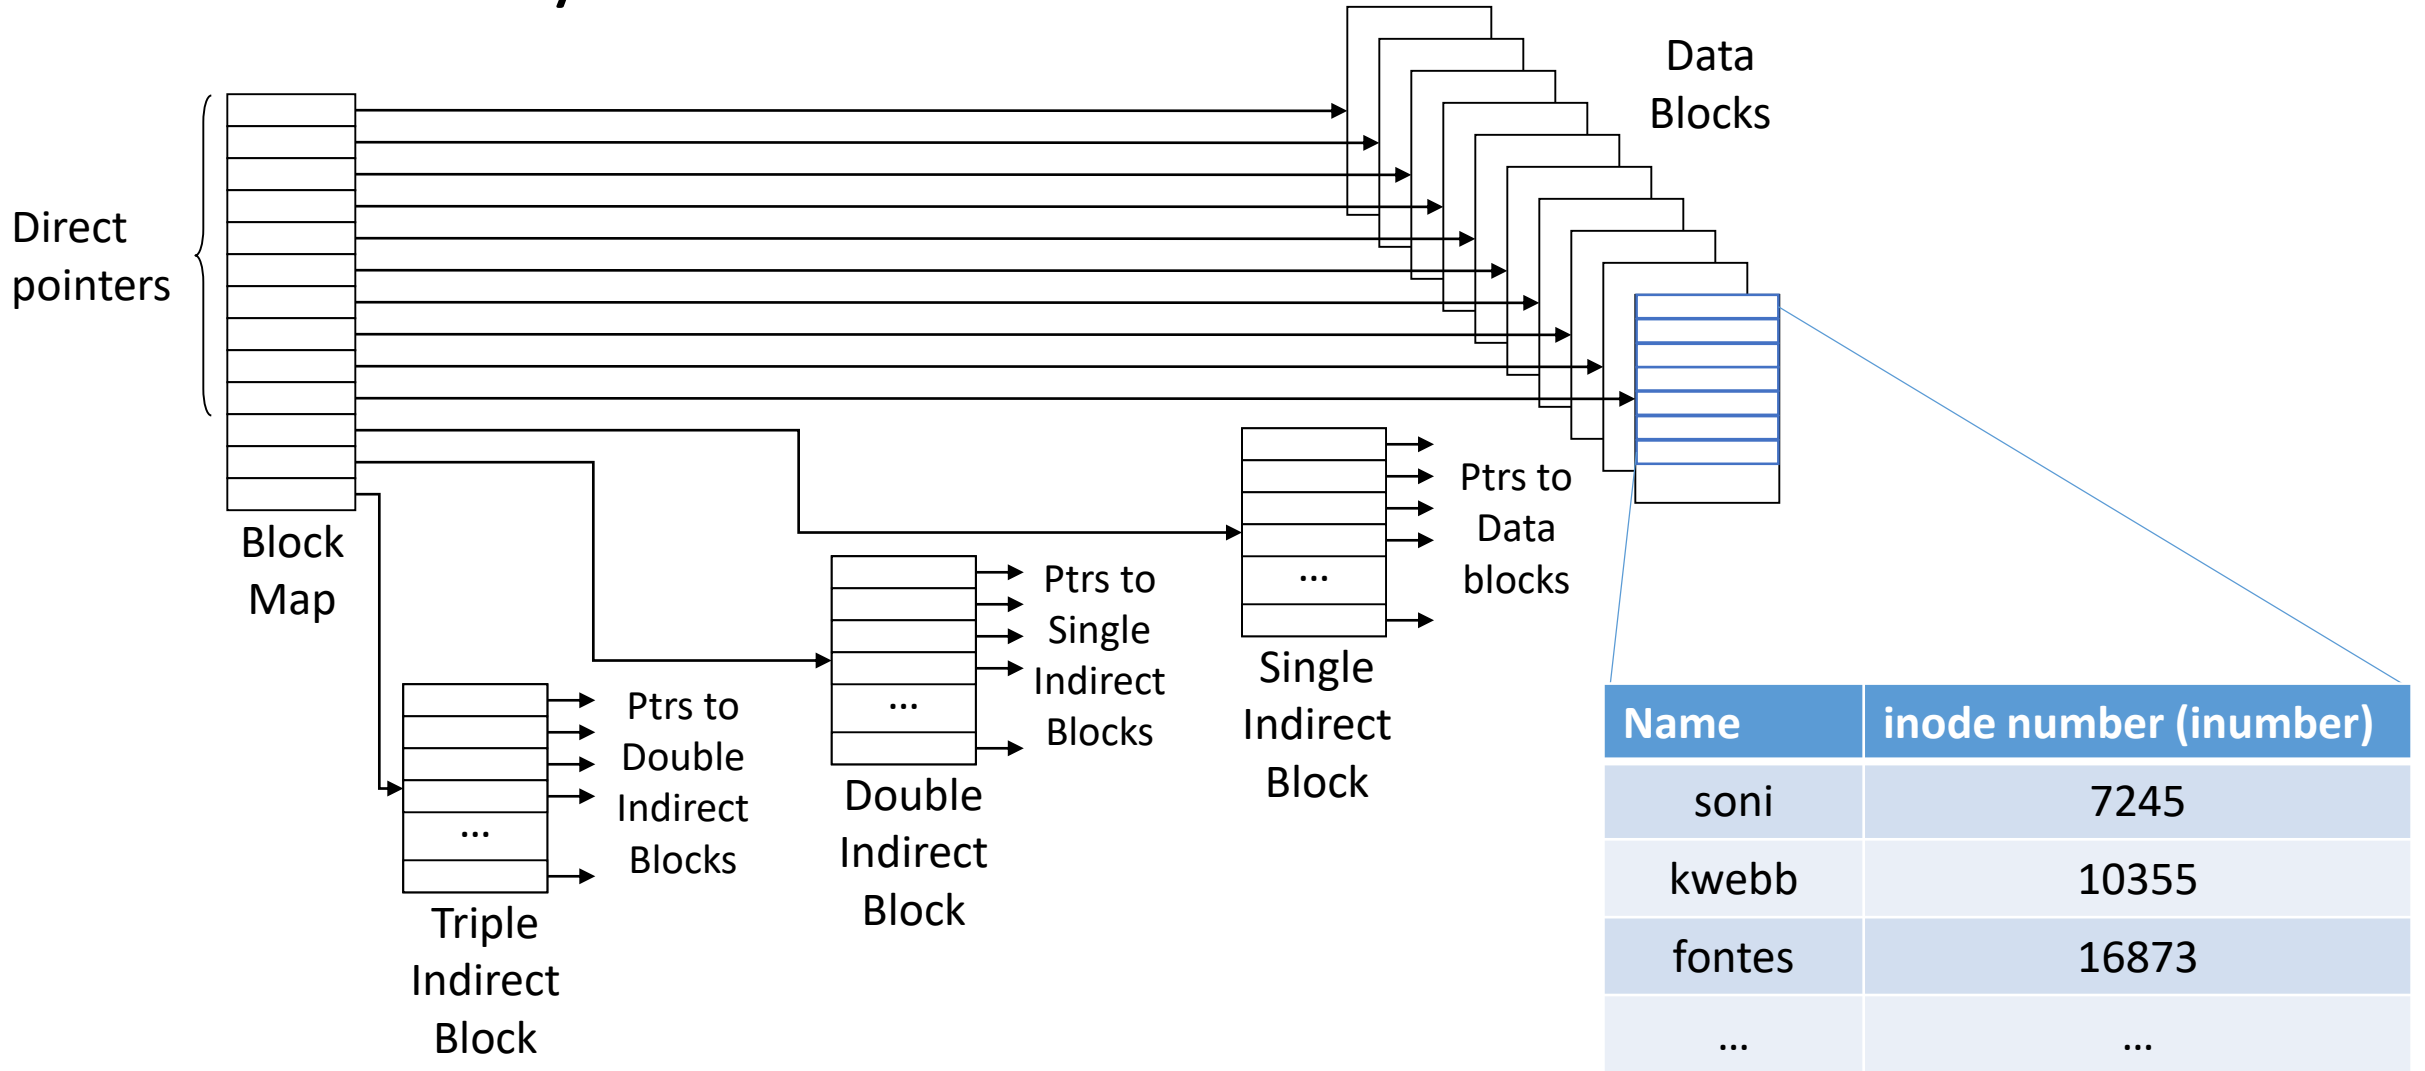 Data
Blocks
Direct
pointers
Block
Map
Ptrs to
Data
blocks
...
Single
Indirect
Block
Ptrs to
Single
Indirect
Blocks
...
Double
Indirect
Block
Ptrs to
Double
Indirect
Blocks
...
Triple
Indirect
Block
Name inode number (inumber)
soni 7245
kwebb 10355
fontes 16873
... ...